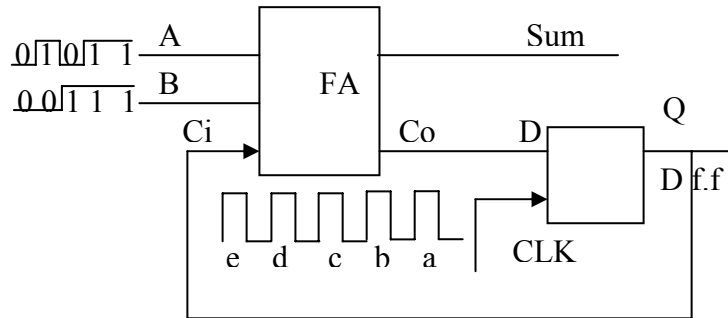 A
Sum
0 1 0 1 1
B
FA
0 0 1 1 1
Q
Ci
Co
D
D f.f
CLK
e d c b a